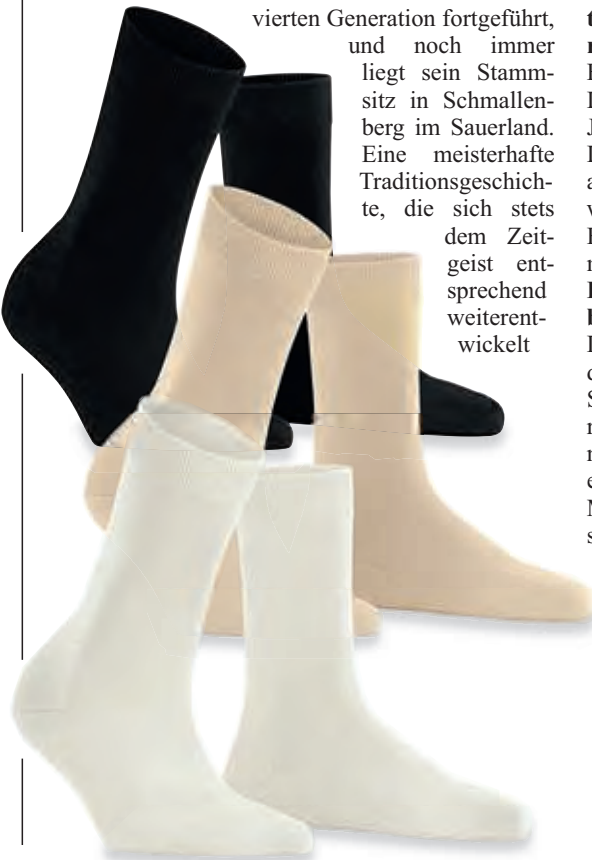 vierten Generation fortgeführt,
und noch immer
liegt sein Stamm-
sitz in Schmallen-
berg im Sauerland.
Eine meisterhafte
Traditionsgeschich-
te, die sich stets
dem Zeit-
geist ent-
sprechend
weiterent-
wickelt